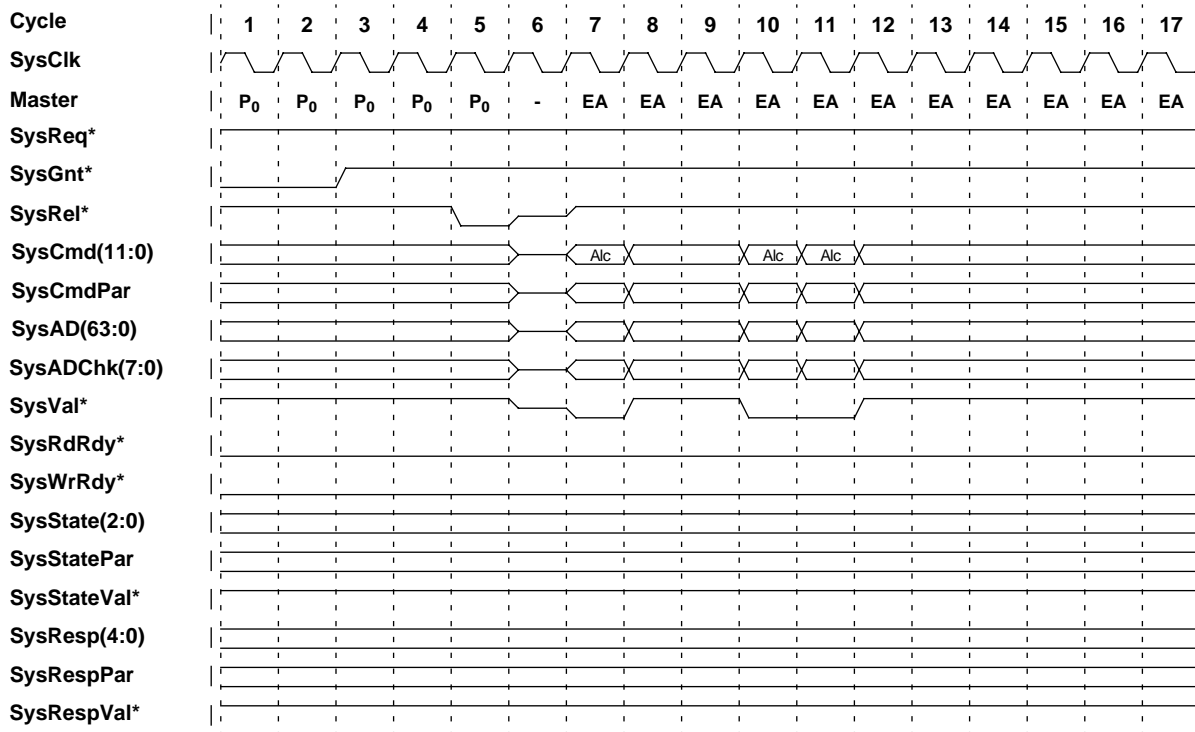 Cycle 1 2 3 4 5 6 7 8 9 10 11 12 13 14 15 16 17
SysClk
Master P₀ P₀ P₀ P₀ P₀ - EA EA EA EA EA EA EA EA EA EA EA
SysReq*
SysGnt*
SysRel*
SysCmd(11:0) Alc Alc Alc
SysCmdPar
SysAD(63:0)
SysADChk(7:0)
SysVal*
SysRdRdy*
SysWrRdy*
SysState(2:0)
SysStatePar
SysStateVal*
SysResp(4:0)
SysRespPar
SysRespVal*